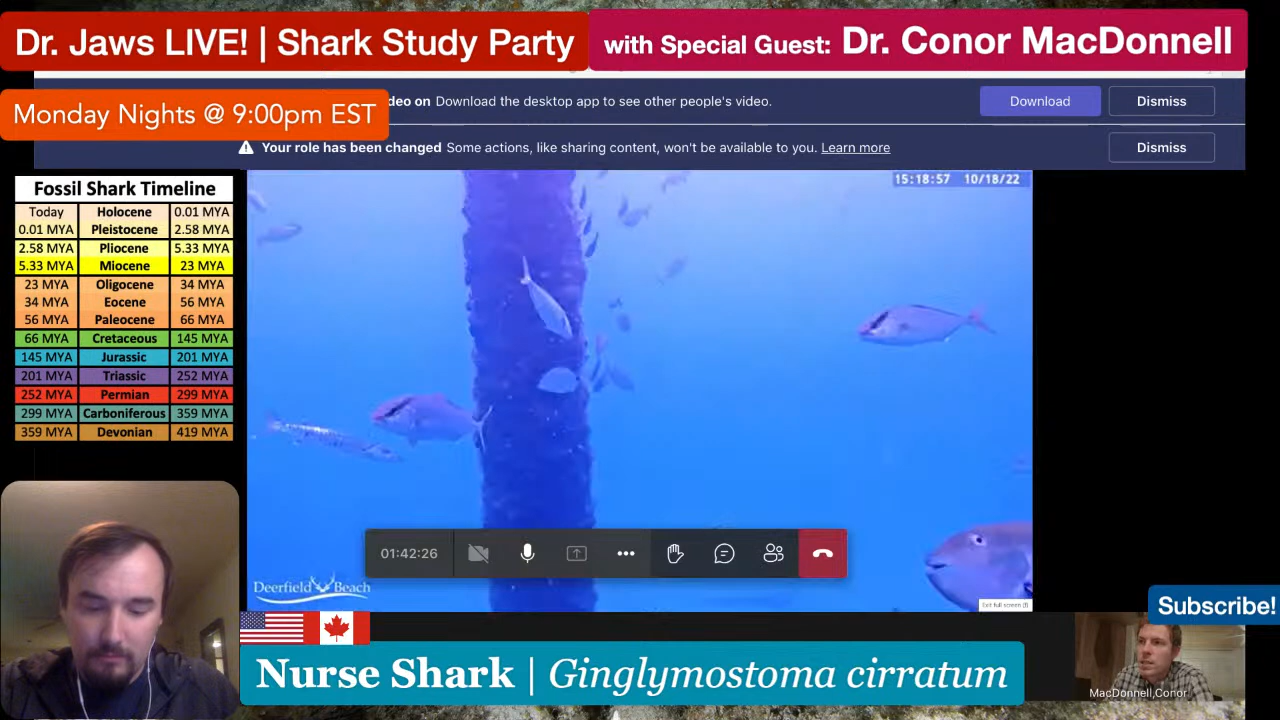 Dr. Jaws LIVE! | Shark Study Party
with Special Guest: Dr. Conor MacDonnell
Monday Nights @ 9:00pm EST
deo on Download the desktop app to see other people's video.
Download
Dismiss
Your role has been changed Some actions, like sharing content, won't be available to you. Learn more
Dismiss
Fossil Shark Timeline
Today Holocene 0.01 MYA
0.01 MYA Pleistocene 2.58 MYA
2.58 MYA Pliocene 5.33 MYA
5.33 MYA Miocene 23 MYA
23 MYA Oligocene 34 MYA
34 MYA Eocene 56 MYA
56 MYA Paleocene 66 MYA
66 MYA Cretaceous 145 MYA
145 MYA Jurassic 201 MYA
201 MYA Triassic 252 MYA
252 MYA Permian 299 MYA
299 MYA Carboniferous 359 MYA
359 MYA Devonian 419 MYA
15:18:57 10/18/22
01:42:26
Deerfield Beach
Exit full screen (f)
Subscribe!
Nurse Shark | Ginglymostoma cirratum
MacDonnell,Conor